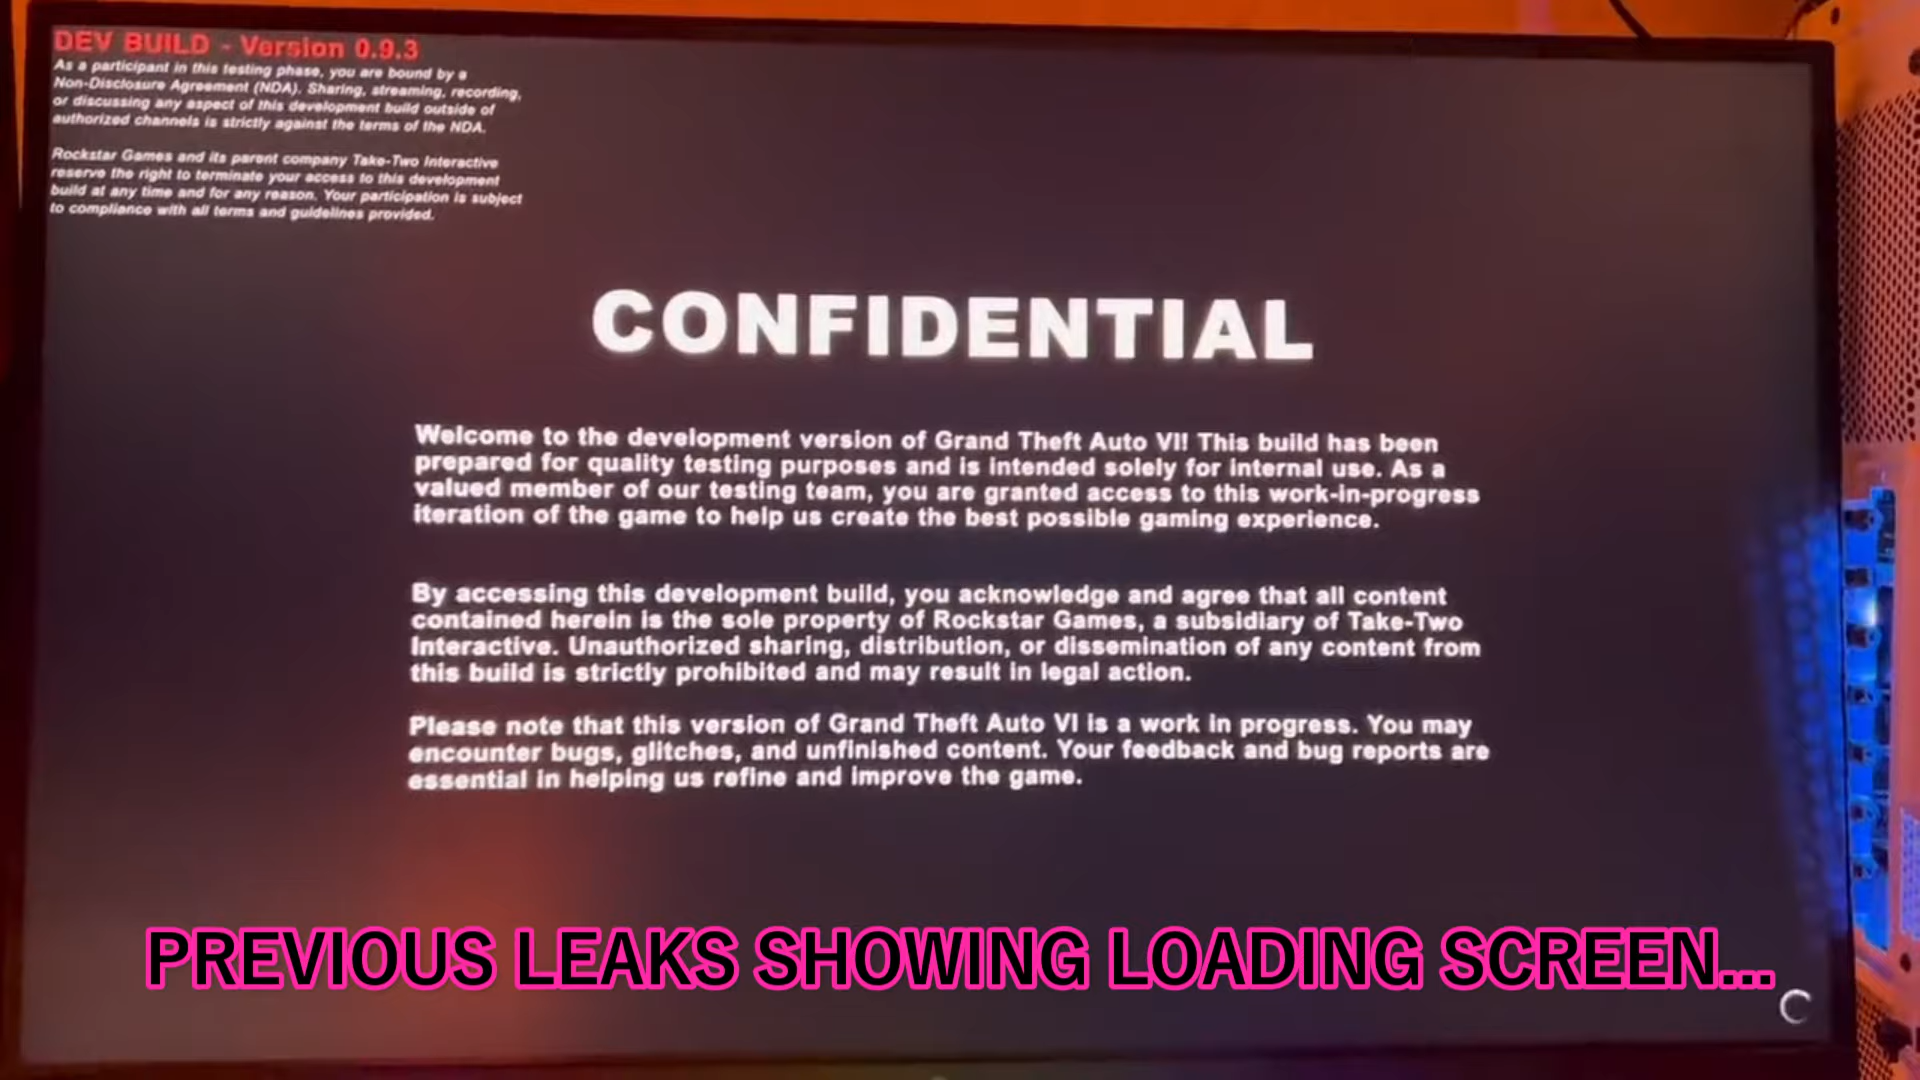 DEV BUILD - Version 0.9.3
As a participant in this testing phase, you are bound by a
Non-Disclosure Agreement (NDA). Sharing, streaming, recording,
or discussing any aspect of this development build outside of
authorized channels is strictly against the terms of the NDA.
Rockstar Games and its parent company Take-Two Interactive
reserve the right to terminate your access to this development
build at any time and for any reason. Your participation is subject
to compliance with all terms and guidelines provided.
CONFIDENTIAL
Welcome to the development version of Grand Theft Auto VI! This build has been
prepared for quality testing purposes and is intended solely for internal use. As a
valued member of our testing team, you are granted access to this work-in-progress
iteration of the game to help us create the best possible gaming experience.
By accessing this development build, you acknowledge and agree that all content
contained herein is the sole property of Rockstar Games, a subsidiary of Take-Two
Interactive. Unauthorized sharing, distribution, or dissemination of any content from
this build is strictly prohibited and may result in legal action.
Please note that this version of Grand Theft Auto VI is a work in progress. You may
encounter bugs, glitches, and unfinished content. Your feedback and bug reports are
essential in helping us refine and improve the game.
PREVIOUS LEAKS SHOWING LOADING SCREEN...